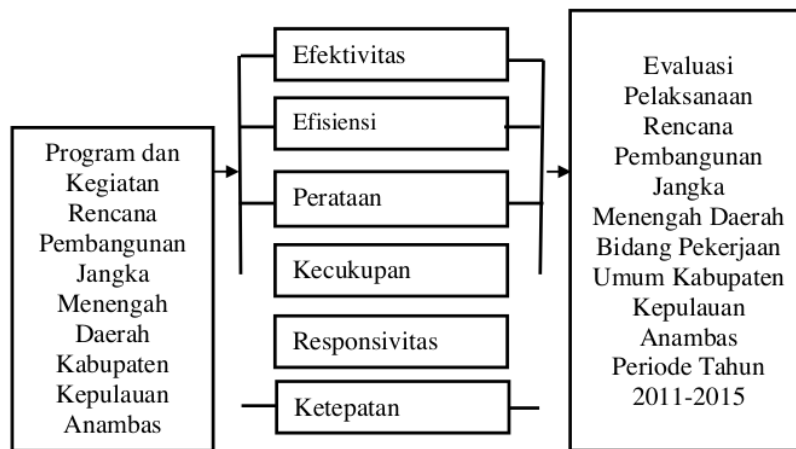 Program dan
Kegiatan
Rencana
Pembangunan
Jangka
Menengah
Daerah
Kabupaten
Kepulauan
Anambas
Efektivitas
Efisiensi
Perataan
Kecukupan
Responsivitas
Ketepatan
Evaluasi
Pelaksanaan
Rencana
Pembangunan
Jangka
Menengah Daerah
Bidang Pekerjaan
Umum Kabupaten
Kepulauan
Anambas
Periode Tahun
2011-2015